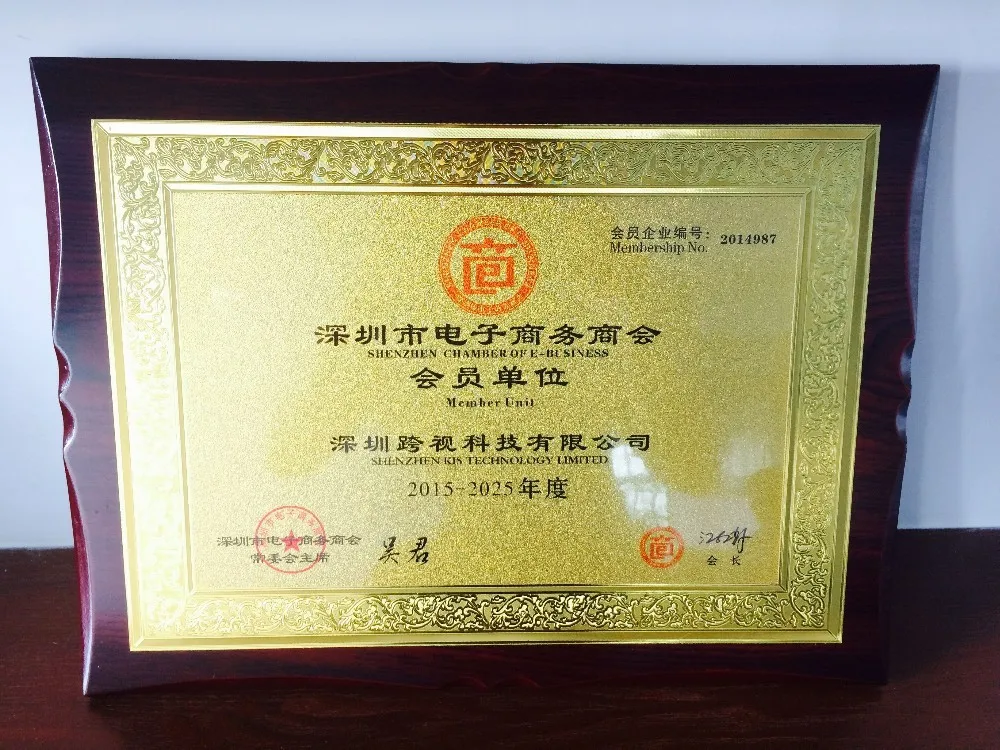 会员企业编号: 2014987
Membership No.
深圳市电子商务商会
SHENZHEN CHAMBER OF E-BUSINESS
会员单位
Member Unit
深圳跨视科技有限公司
SHENZHEN KIS TECHNOLOGY LIMITED
2015-2025年度
深圳市电子商务商会
常委会主席
吴君
会 长